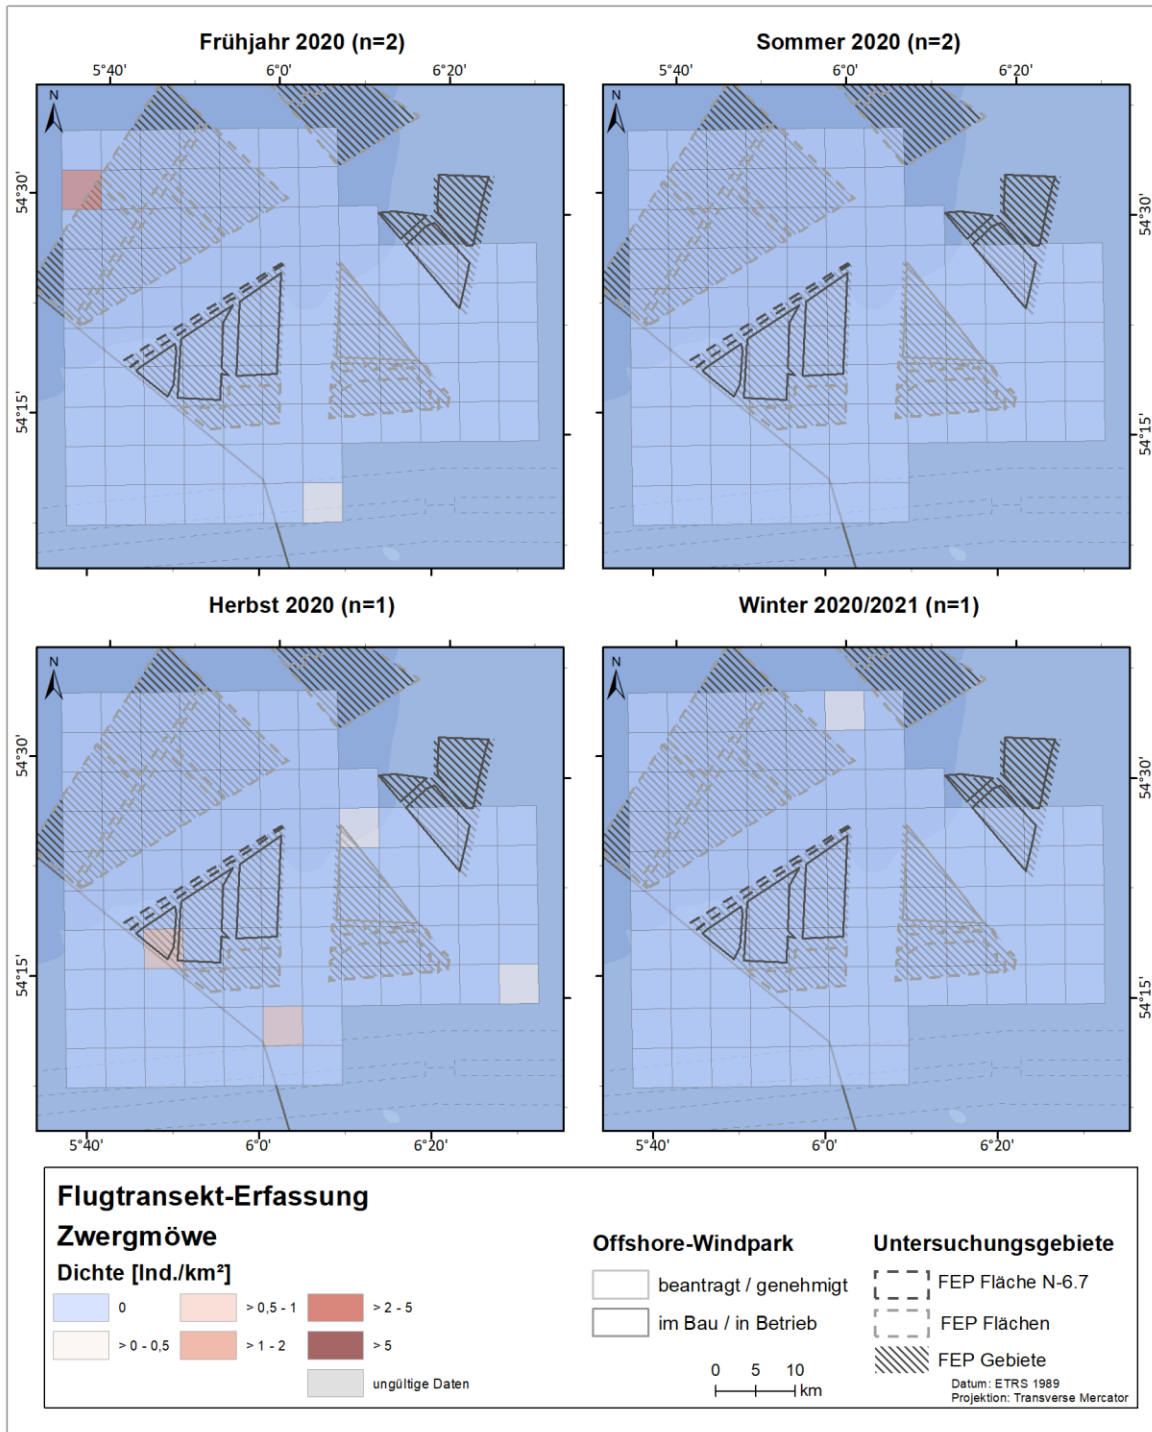 Frühjahr 2020 (n=2)
Sommer 2020 (n=2)
5°40' 6°0' 6°20'
5°40' 6°0' 6°20'
N
N
54°30'
54°30'
54°15'
54°15'
Herbst 2020 (n=1)
Winter 2020/2021 (n=1)
N
N
54°30'
54°30'
54°15'
54°15'
5°40' 6°0' 6°20'
5°40' 6°0' 6°20'
Flugtransekt-Erfassung
Zwergmöwe
Dichte [Ind./km²]
0
> 0 - 0,5
> 0,5 - 1
> 1 - 2
> 2 - 5
> 5
ungültige Daten
Offshore-Windpark
beantragt / genehmigt
im Bau / in Betrieb
0 5 10
km
Untersuchungsgebiete
FEP Fläche N-6.7
FEP Flächen
FEP Gebiete
Datum: ETRS 1989
Projektion: Transverse Mercator